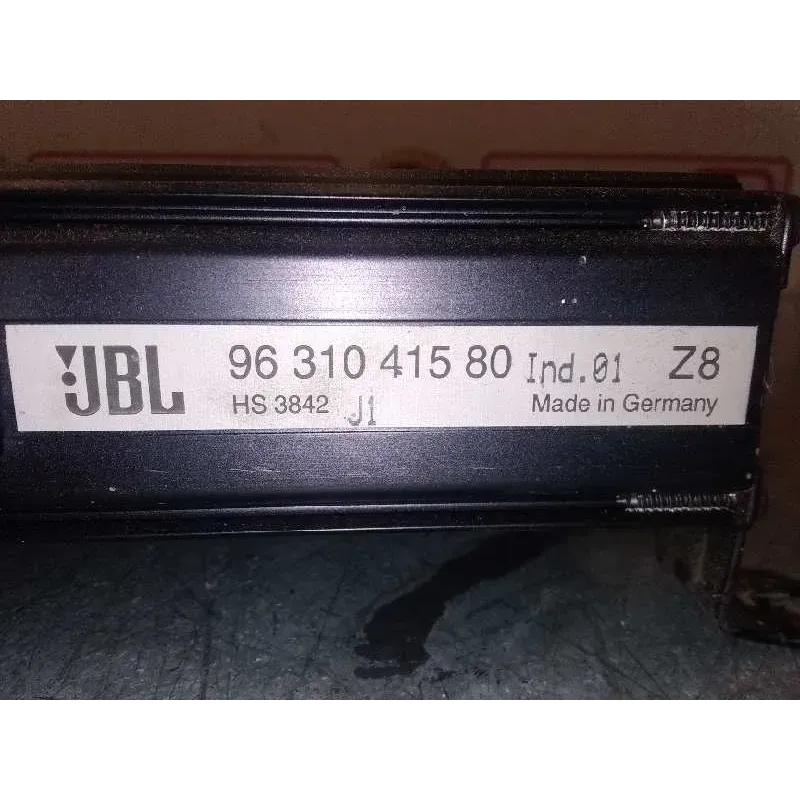 JBL 96 310 415 80 Ind.01 Z8
HS 3842 J1 Made in Germany